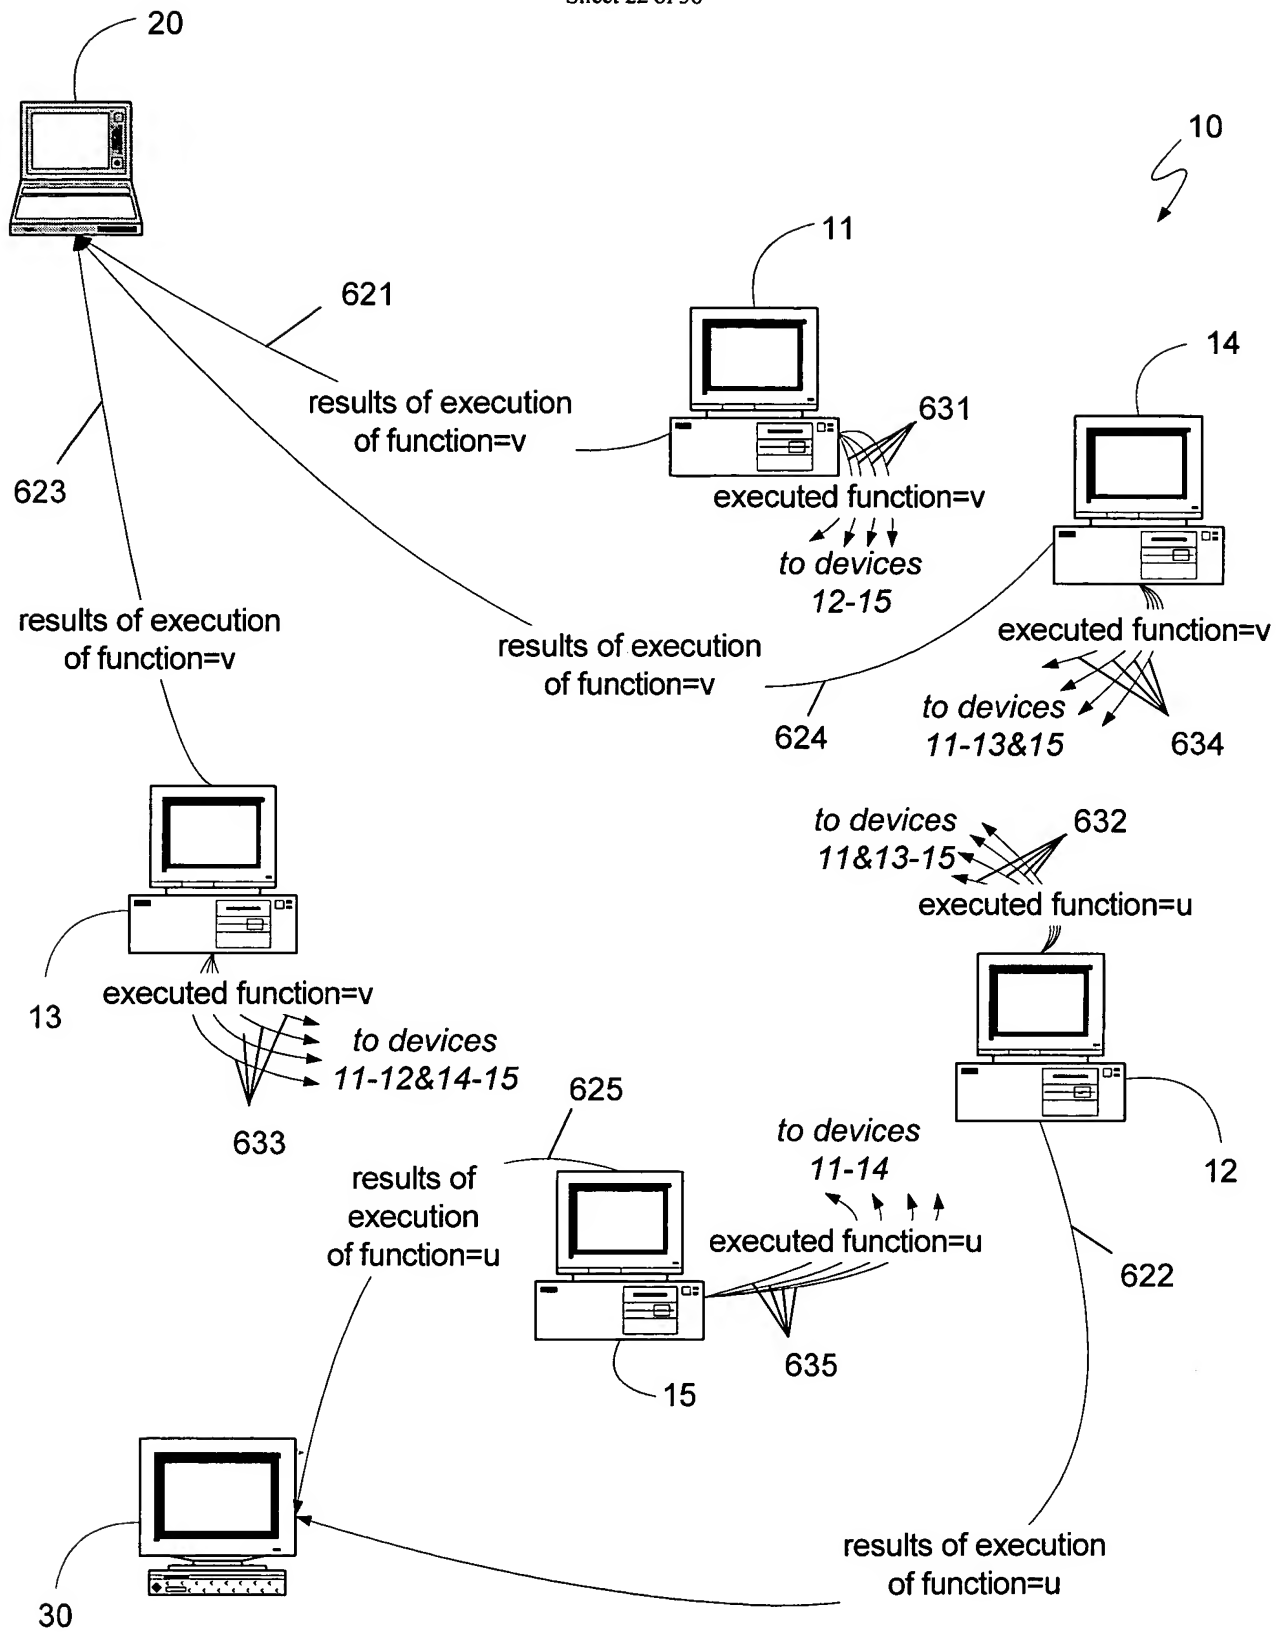 Sheet 22 of 56
20
10
11
621
14
results of execution
of function=v
631
623
executed function=v
to devices
12-15
results of execution
of function=v
executed function=v
results of execution
of function=v
to devices
11-13&15
624
634
to devices
11&13-15
632
executed function=u
executed function=v
13
to devices
11-12&14-15
625
633
to devices
11-14
12
results of
execution
of function=u
executed function=u
622
635
15
results of execution
of function=u
30